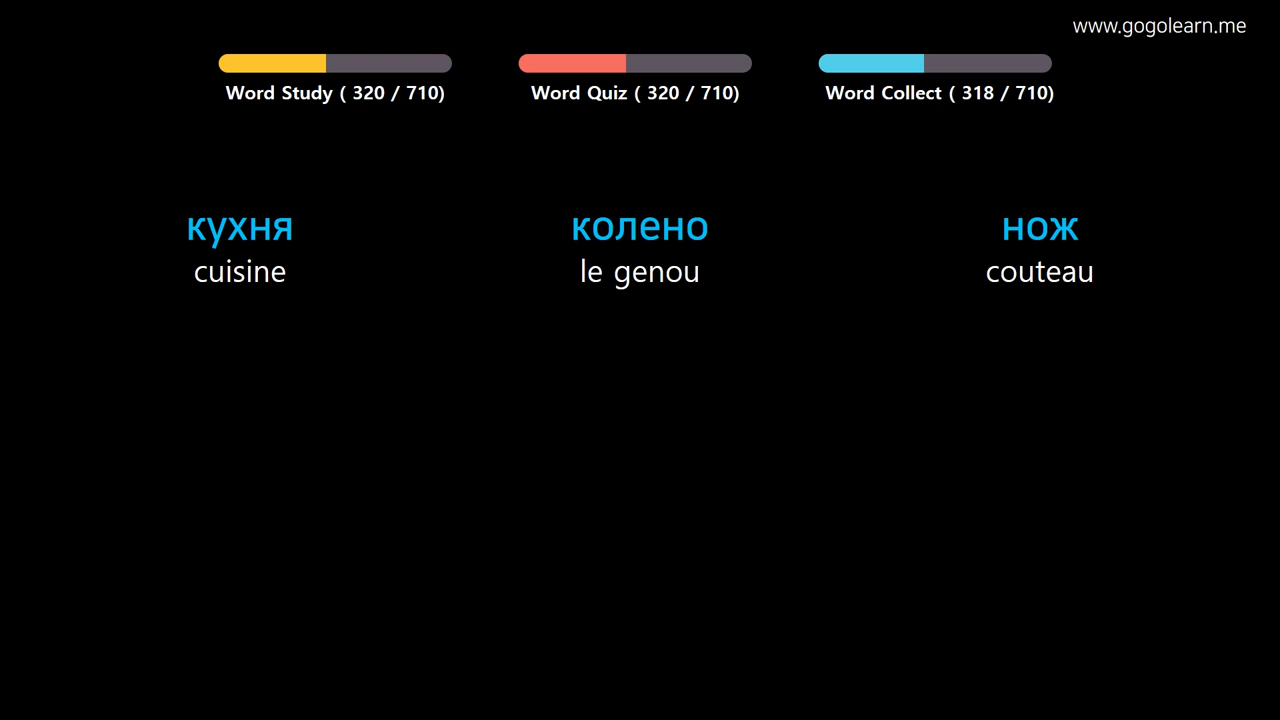 www.gogolearn.me
Word Study ( 320 / 710)
Word Quiz ( 320 / 710)
Word Collect ( 318 / 710)
кухня
cuisine
колено
le genou
нож
couteau